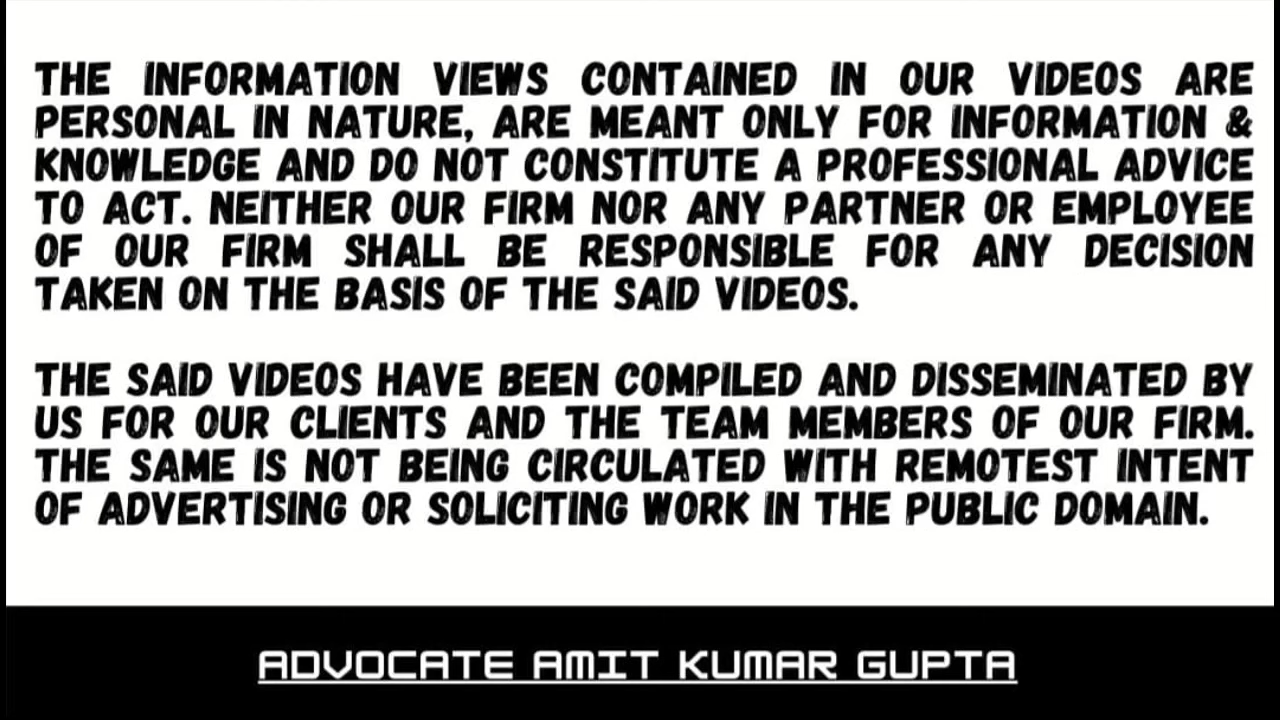 THE INFORMATION VIEWS CONTAINED IN OUR VIDEOS ARE
PERSONAL IN NATURE, ARE MEANT ONLY FOR INFORMATION &
KNOWLEDGE AND DO NOT CONSTITUTE A PROFESSIONAL ADVICE
TO ACT. NEITHER OUR FIRM NOR ANY PARTNER OR EMPLOYEE
OF OUR FIRM SHALL BE RESPONSIBLE FOR ANY DECISION
TAKEN ON THE BASIS OF THE SAID VIDEOS.
THE SAID VIDEOS HAVE BEEN COMPILED AND DISSEMINATED BY
US FOR OUR CLIENTS AND THE TEAM MEMBERS OF OUR FIRM.
THE SAME IS NOT BEING CIRCULATED WITH REMOTEST INTENT
OF ADVERTISING OR SOLICITING WORK IN THE PUBLIC DOMAIN.
ADVOCATE AMIT KUMAR GUPTA